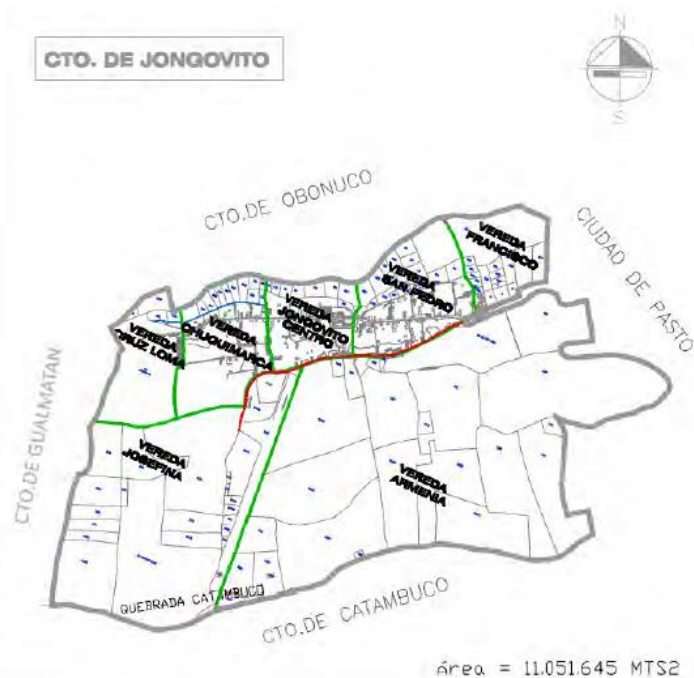 CTO. DE JONGOVITO
N
S
CTO.DE OBONUCO
CIUDAD DE PASTO
VEREDA
FRANCISCO
VEREDA
SAN PEDRO
VEREDA
JONGOVITO
CENTRO
VEREDA
CHUQUIMARCA
VEREDA
CRUZ LOMA
CTO.DE GUALMATAN
VEREDA
JOSEFINA
VEREDA
ARMENIA
QUEBRADA CATAMBUCO
CTO.DE CATAMBUCO
área = 11.051.645 MTS2